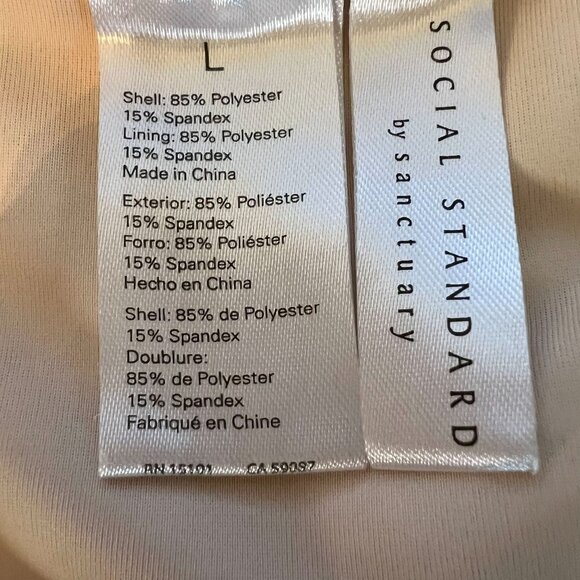 L
Shell: 85% Polyester
15% Spandex
Lining: 85% Polyester
15% Spandex
Made in China
Exterior: 85% Poliéster
15% Spandex
Forro: 85% Poliéster
15% Spandex
Hecho en China
Shell: 85% de Polyester
15% Spandex
Doublure:
85% de Polyester
15% Spandex
Fabriqué en Chine
SOCIAL STANDARD
by Sanctuary